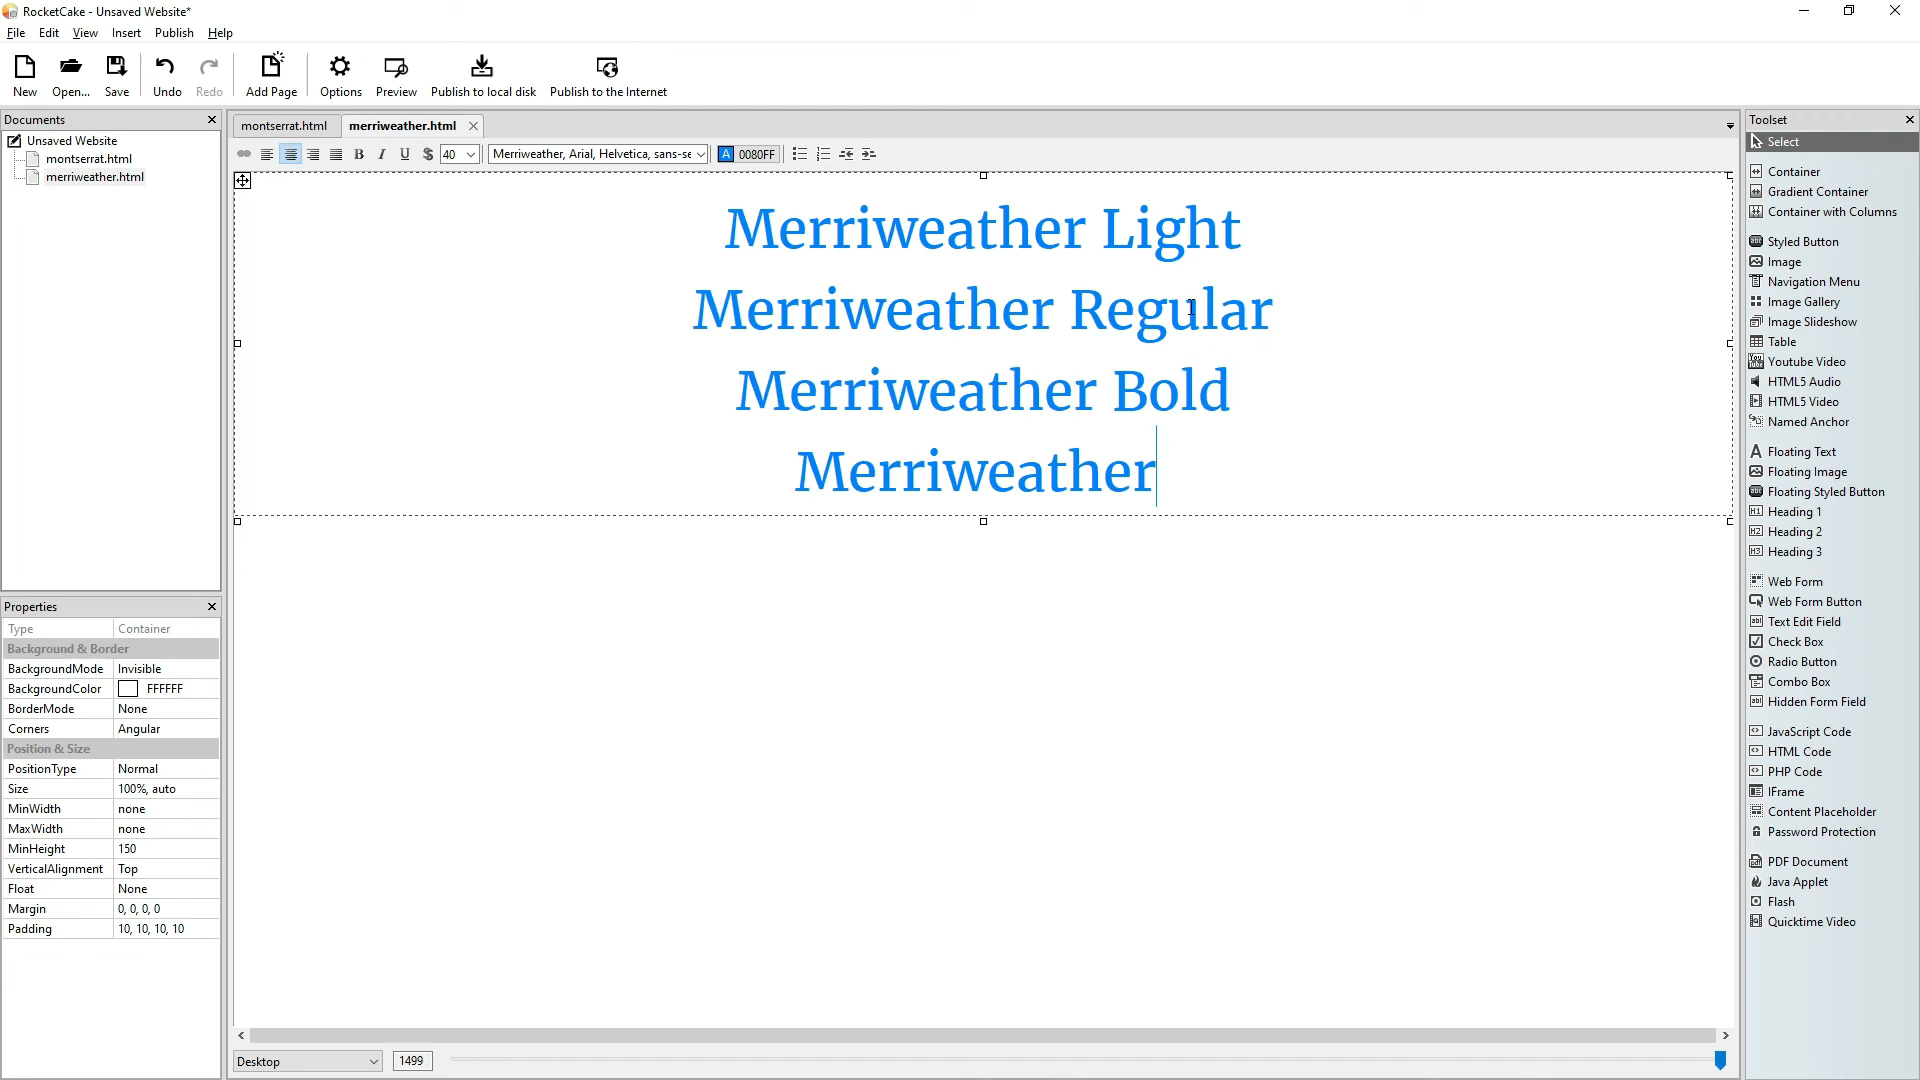 RocketCake - Unsaved Website*
File Edit View Insert Publish Help
New Open... Save Undo Redo Add Page Options Preview Publish to local disk Publish to the Internet
Documents
Unsaved Website
montserrat.html
merriweather.html
Properties
Type Container
Background & Border
BackgroundMode Invisible
BackgroundColor FFFFFF
BorderMode None
Corners Angular
Position & Size
PositionType Normal
Size 100%, auto
MinWidth none
MaxWidth none
MinHeight 150
VerticalAlignment Top
Float None
Margin 0, 0, 0, 0
Padding 10, 10, 10, 10
montserrat.html merriweather.html
B I U $ 40 Merriweather, Arial, Helvetica, sans-se A 0080FF
Merriweather Light
Merriweather Regular
Merriweather Bold
Merriweather
Desktop 1499
Toolset
Select
Container
Gradient Container
Container with Columns
Styled Button
Image
Navigation Menu
Image Gallery
Image Slideshow
Table
Youtube Video
HTML5 Audio
HTML5 Video
Named Anchor
Floating Text
Floating Image
Floating Styled Button
Heading 1
Heading 2
Heading 3
Web Form
Web Form Button
Text Edit Field
Check Box
Radio Button
Combo Box
Hidden Form Field
JavaScript Code
HTML Code
PHP Code
IFrame
Content Placeholder
Password Protection
PDF Document
Java Applet
Flash
Quicktime Video